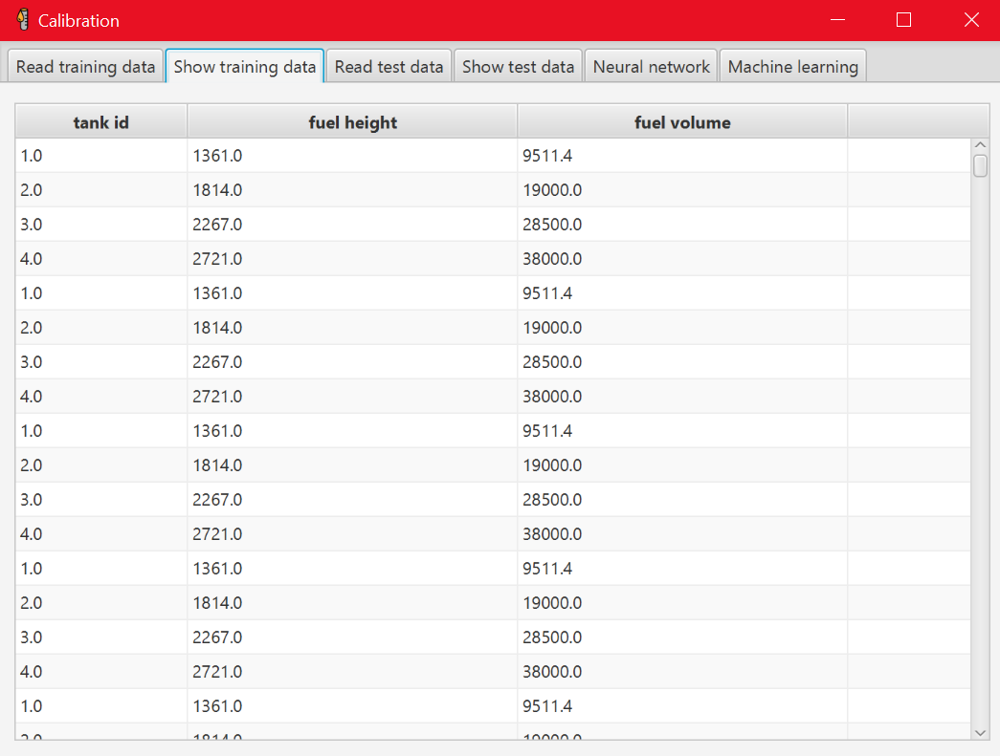 Calibration
Read training data Show training data Read test data Show test data Neural network Machine learning
tank id fuel height fuel volume
1.0 1361.0 9511.4
2.0 1814.0 19000.0
3.0 2267.0 28500.0
4.0 2721.0 38000.0
1.0 1361.0 9511.4
2.0 1814.0 19000.0
3.0 2267.0 28500.0
4.0 2721.0 38000.0
1.0 1361.0 9511.4
2.0 1814.0 19000.0
3.0 2267.0 28500.0
4.0 2721.0 38000.0
1.0 1361.0 9511.4
2.0 1814.0 19000.0
3.0 2267.0 28500.0
4.0 2721.0 38000.0
1.0 1361.0 9511.4
2.0 1814.0 19000.0